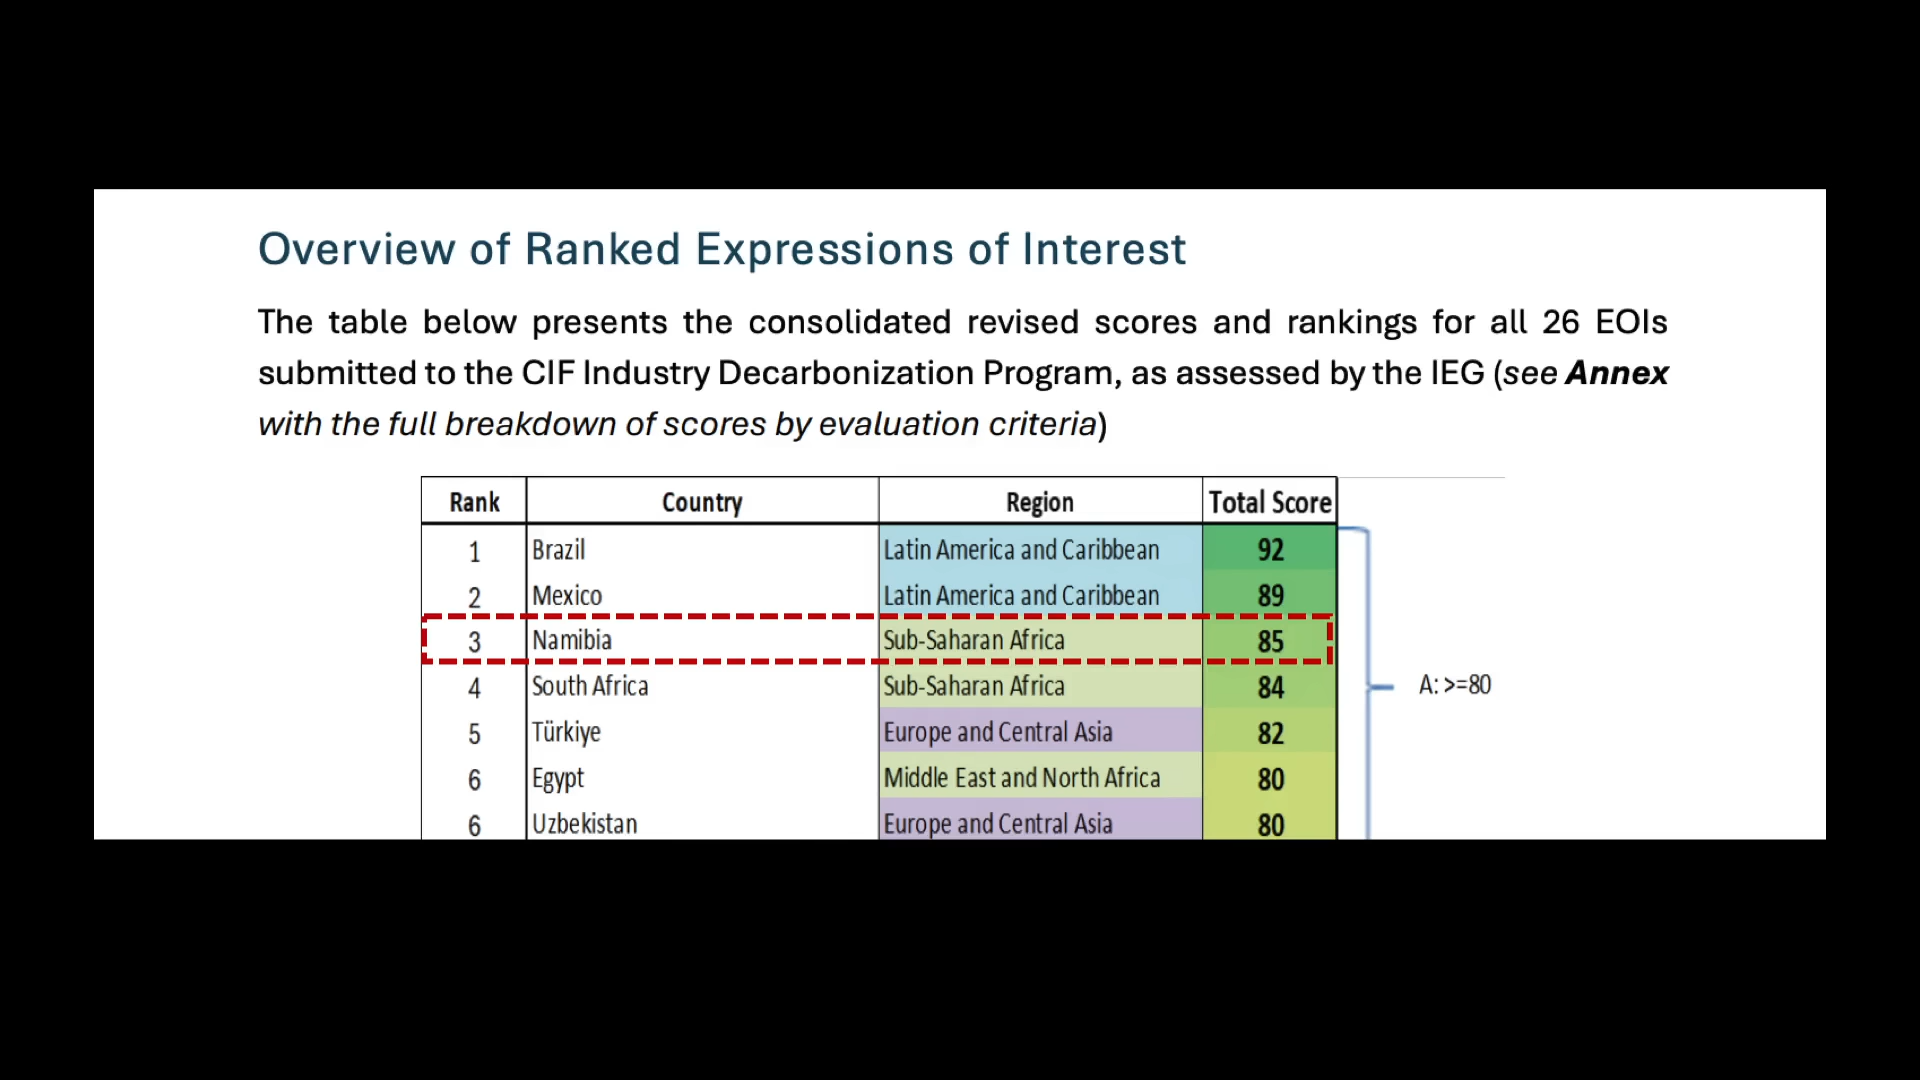 Overview of Ranked Expressions of Interest
The table below presents the consolidated revised scores and rankings for all 26 EOIs
submitted to the CIF Industry Decarbonization Program, as assessed by the IEG (see Annex
with the full breakdown of scores by evaluation criteria)
Rank Country Region Total Score
1 Brazil Latin America and Caribbean 92
2 Mexico Latin America and Caribbean 89
3 Namibia Sub-Saharan Africa 85
4 South Africa Sub-Saharan Africa 84
A: >=80
5 Türkiye Europe and Central Asia 82
6 Egypt Middle East and North Africa 80
6 Uzbekistan Europe and Central Asia 80